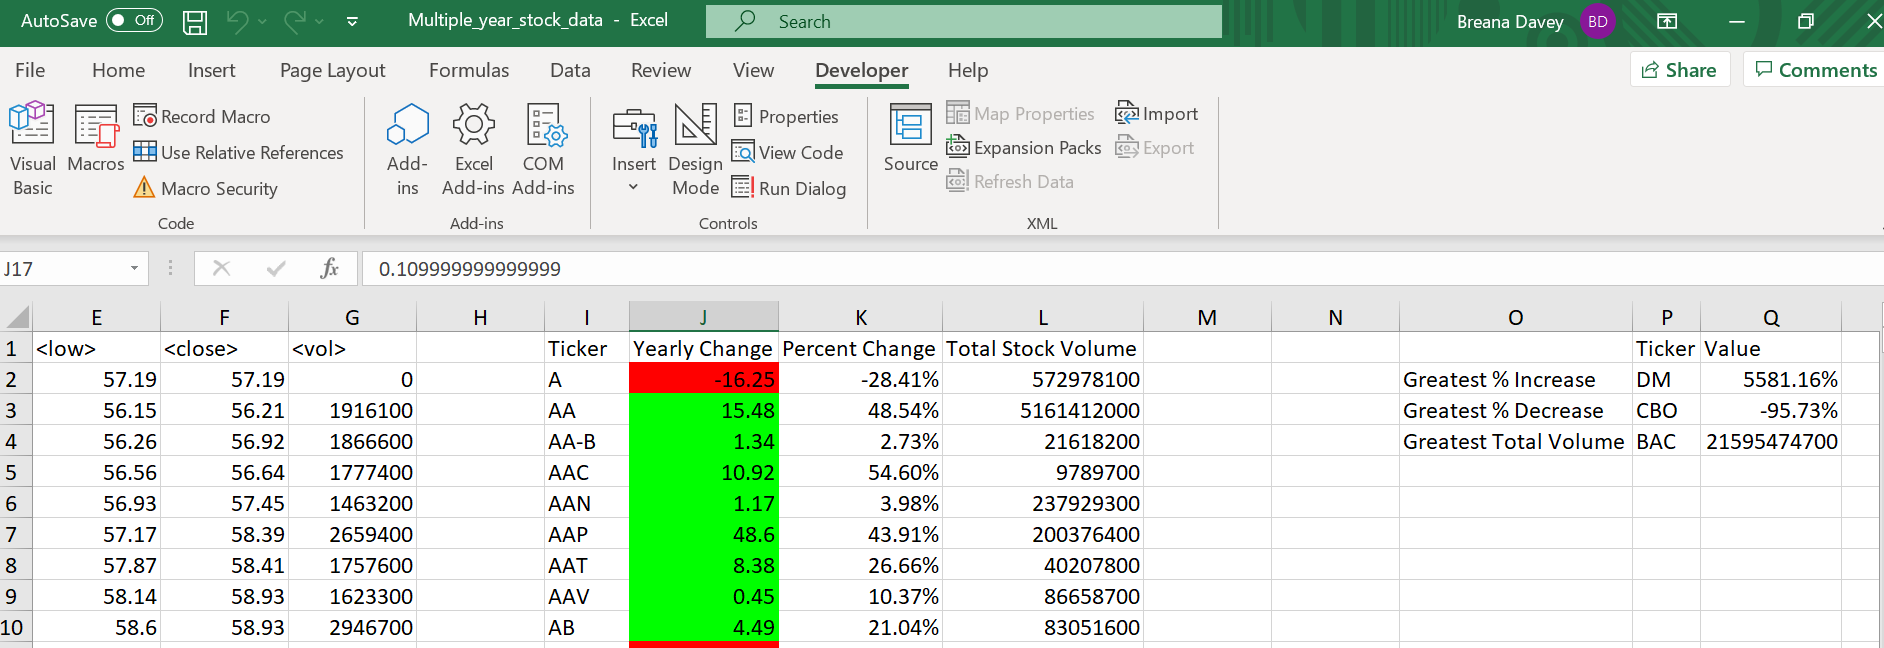 AutoSave Off Multiple_year_stock_data - Excel Search Breana Davey BD
File Home Insert Page Layout Formulas Data Review View Developer Help Share Comments
Visual Basic
Macros
Record Macro
Use Relative References
Macro Security
Code
Add-ins
Excel Add-ins
COM Add-ins
Add-ins
Insert
Design Mode
Properties
View Code
Run Dialog
Controls
Source
Map Properties
Expansion Packs
Refresh Data
Import
Export
XML
J17 fx 0.109999999999999
E F G H I J K L M N O P Q
1 <low> <close> <vol> Ticker Yearly Change Percent Change Total Stock Volume Ticker Value
2 57.19 57.19 0 A -16.25 -28.41% 572978100 Greatest % Increase DM 5581.16%
3 56.15 56.21 1916100 AA 15.48 48.54% 5161412000 Greatest % Decrease CBO -95.73%
4 56.26 56.92 1866600 AA-B 1.34 2.73% 21618200 Greatest Total Volume BAC 21595474700
5 56.56 56.64 1777400 AAC 10.92 54.60% 9789700
6 56.93 57.45 1463200 AAN 1.17 3.98% 237929300
7 57.17 58.39 2659400 AAP 48.6 43.91% 200376400
8 57.87 58.41 1757600 AAT 8.38 26.66% 40207800
9 58.14 58.93 1623300 AAV 0.45 10.37% 86658700
10 58.6 58.93 2946700 AB 4.49 21.04% 83051600